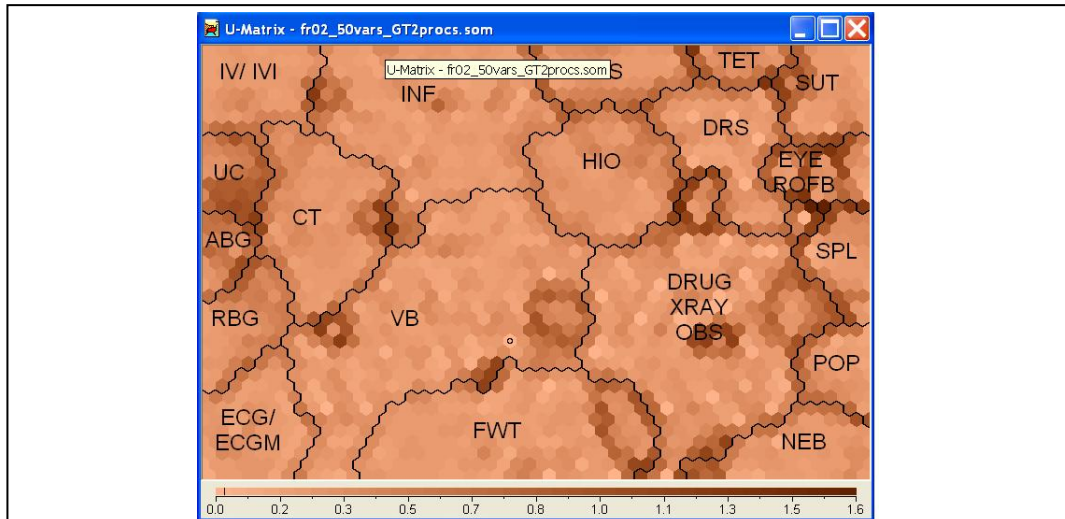 U-Matrix - fr02_50vars_GT2procs.som
U-Matrix - fr02_50vars_GT2procs.som
IV/ IVI
INF
TET
SUT
DRS
HIO
EYE
ROFB
UC
CT
ABG
SPL
DRUG
XRAY
OBS
RBG
VB
POP
ECG/
ECGM
FWT
NEB
0.0 0.2 0.3 0.5 0.7 0.8 1.0 1.1 1.3 1.5 1.6